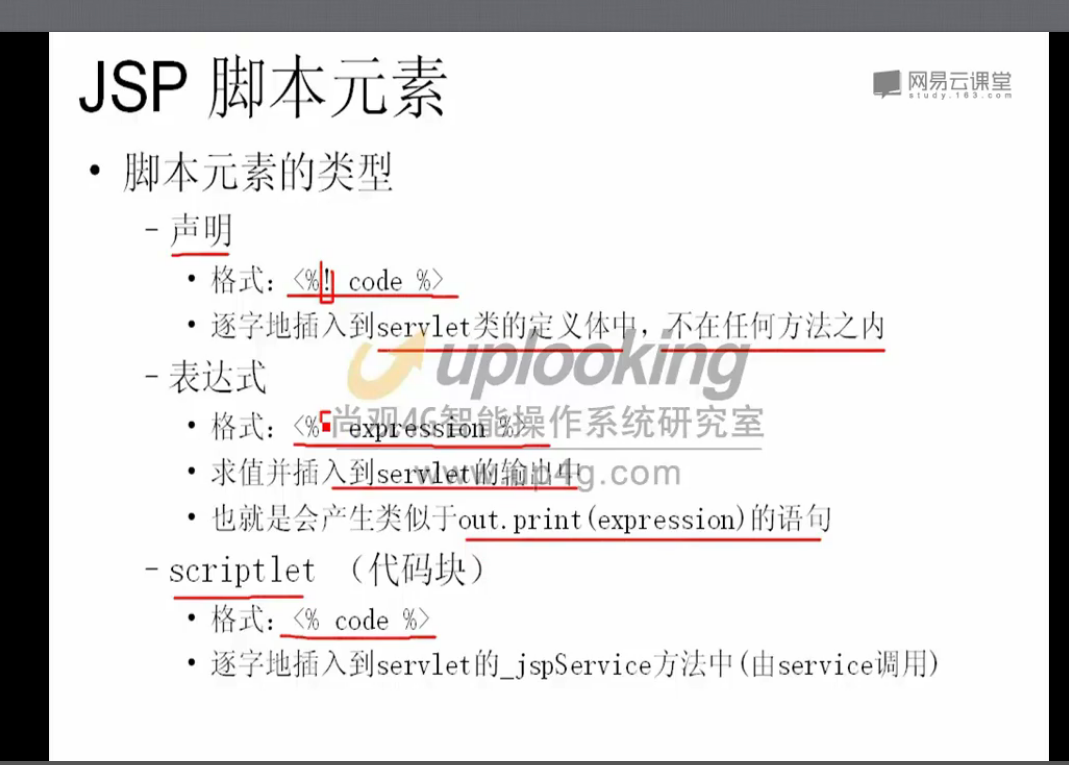 JSP 脚本元素
网易云课堂
study.163.com
• 脚本元素的类型
– 声明
• 格式：<%! code %>
• 逐字地插入到servlet类的定义体中，不在任何方法之内
uplooking
– 表达式
尚观4G智能操作系统研究室
• 格式：<%= expression %>
• 求值并插入到servlet的输出中
www.up4g.com
• 也就是会产生类似于out.print(expression)的语句
– scriptlet （代码块）
• 格式：<% code %>
• 逐字地插入到servlet的_jspService方法中(由service调用)